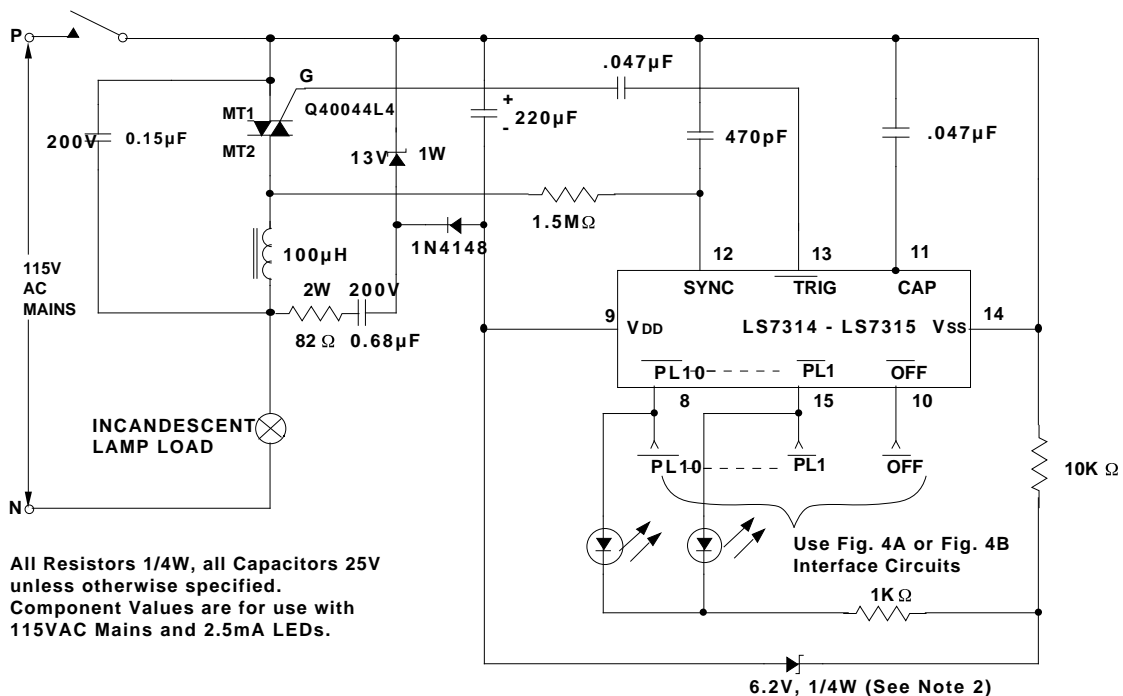 P
G
.047µF
MT1
Q40044L4
+
-
220µF
200V
0.15µF
MT2
13V
1W
470pF
.047µF
1.5MΩ
1N4148
100µH
115V
AC
MAINS
2W
200V
82 Ω
0.68µF
12
13
11
SYNC
TRIG
CAP
9
VDD
LS7314 - LS7315
VSS
14
PL10
PL1
OFF
8
15
10
INCANDESCENT
LAMP LOAD
PL10
PL1
OFF
10K Ω
N
Use Fig. 4A or Fig. 4B
Interface Circuits
All Resistors 1/4W, all Capacitors 25V
unless otherwise specified.
Component Values are for use with
115VAC Mains and 2.5mA LEDs.
1K Ω
6.2V, 1/4W (See Note 2)